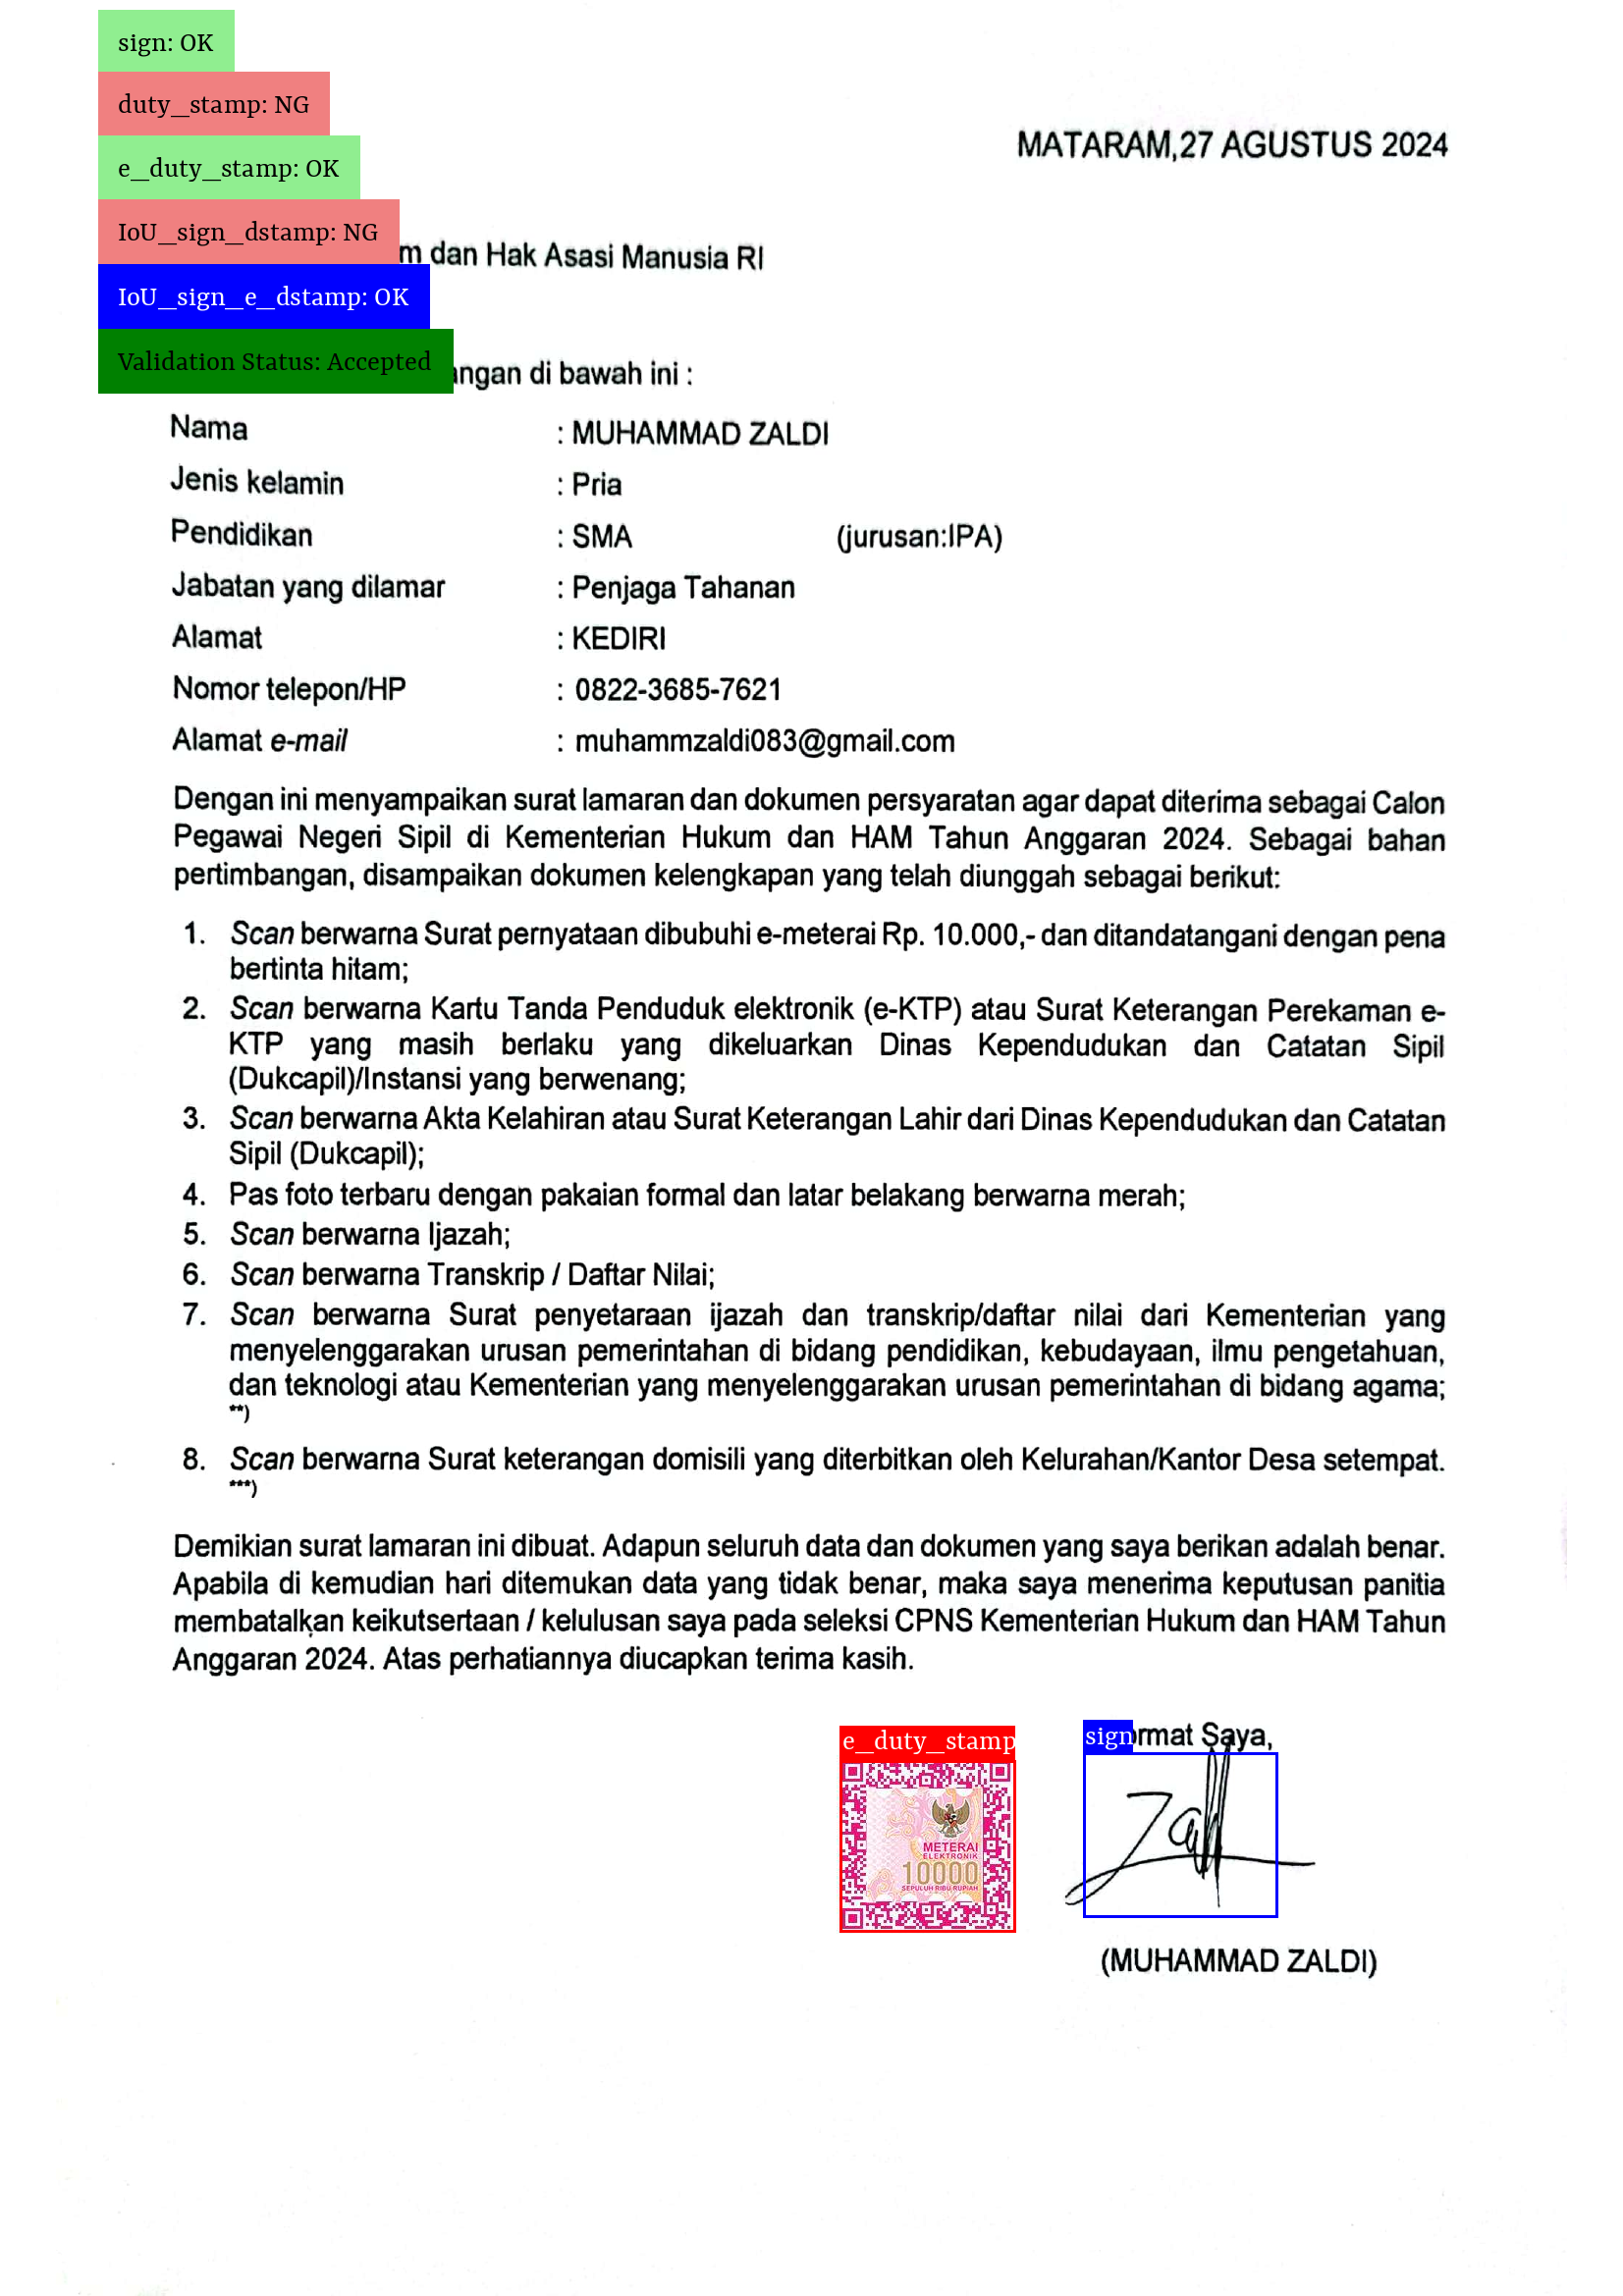 sign: OK
duty_stamp: NG
e_duty_stamp: OK
IoU_sign_dstamp: NG
IoU_sign_e_dstamp: OK
Validation Status: Accepted
MATARAM,27 AGUSTUS 2024
dan Hak Asasi Manusia RI
di bawah ini :
Nama : MUHAMMAD ZALDI
Jenis kelamin : Pria
Pendidikan : SMA (jurusan:IPA)
Jabatan yang dilamar : Penjaga Tahanan
Alamat : KEDIRI
Nomor telepon/HP : 0822-3685-7621
Alamat e-mail : muhammzaldi083@gmail.com
Dengan ini menyampaikan surat lamaran dan dokumen persyaratan agar dapat diterima sebagai Calon
Pegawai Negeri Sipil di Kementerian Hukum dan HAM Tahun Anggaran 2024. Sebagai bahan
pertimbangan, disampaikan dokumen kelengkapan yang telah diunggah sebagai berikut:
1. Scan berwarna Surat pernyataan dibubuhi e-meterai Rp. 10.000,- dan ditandatangani dengan pena
bertinta hitam;
2. Scan berwarna Kartu Tanda Penduduk elektronik (e-KTP) atau Surat Keterangan Perekaman e-
KTP yang masih berlaku yang dikeluarkan Dinas Kependudukan dan Catatan Sipil
(Dukcapil)/Instansi yang berwenang;
3. Scan berwarna Akta Kelahiran atau Surat Keterangan Lahir dari Dinas Kependudukan dan Catatan
Sipil (Dukcapil);
4. Pas foto terbaru dengan pakaian formal dan latar belakang berwarna merah;
5. Scan berwarna Ijazah;
6. Scan berwarna Transkrip / Daftar Nilai;
7. Scan berwarna Surat penyetaraan ijazah dan transkrip/daftar nilai dari Kementerian yang
menyelenggarakan urusan pemerintahan di bidang pendidikan, kebudayaan, ilmu pengetahuan,
dan teknologi atau Kementerian yang menyelenggarakan urusan pemerintahan di bidang agama;
**)
8. Scan berwarna Surat keterangan domisili yang diterbitkan oleh Kelurahan/Kantor Desa setempat.
***)
Demikian surat lamaran ini dibuat. Adapun seluruh data dan dokumen yang saya berikan adalah benar.
Apabila di kemudian hari ditemukan data yang tidak benar, maka saya menerima keputusan panitia
membatalkan keikutsertaan / kelulusan saya pada seleksi CPNS Kementerian Hukum dan HAM Tahun
Anggaran 2024. Atas perhatiannya diucapkan terima kasih.
e_duty_stamp
sign
Saya,
METERAI
ELEKTRONIK
10000
SEPULUH RIBU RUPIAH
Zald
(MUHAMMAD ZALDI)